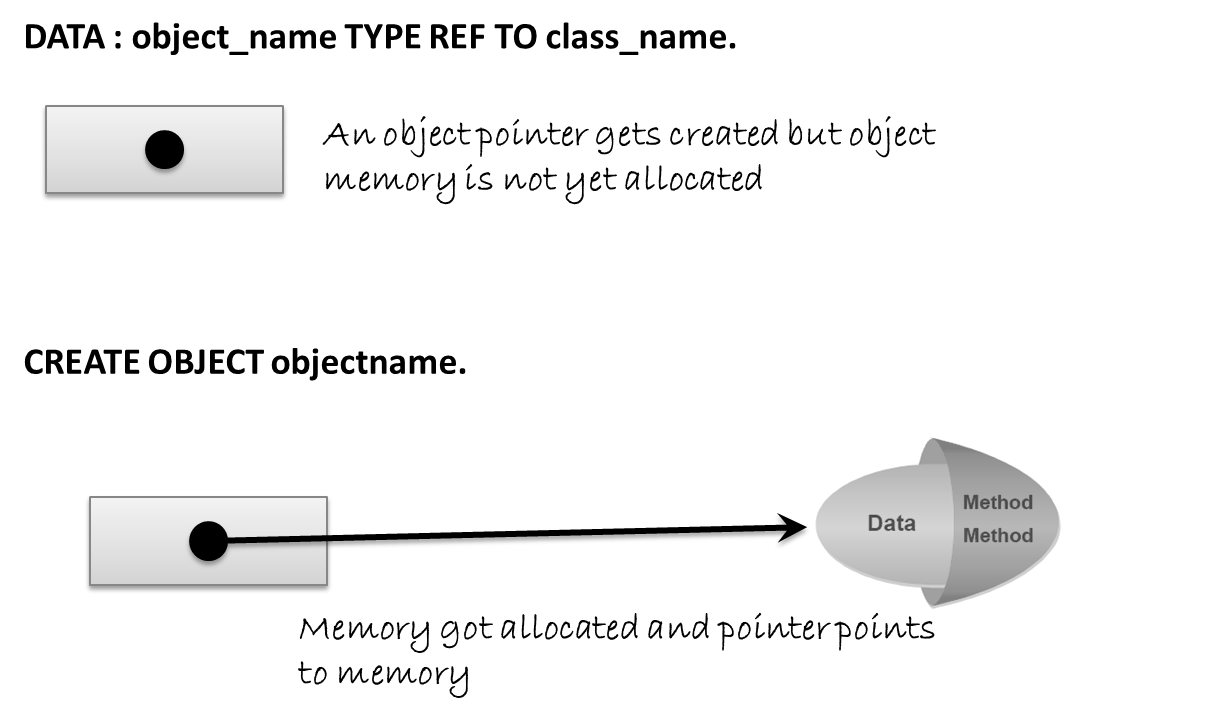 DATA : object_name TYPE REF TO class_name.
An object pointer gets created but object
memory is not yet allocated
CREATE OBJECT objectname.
Data
Method
Method
Memory got allocated and pointer points
to memory